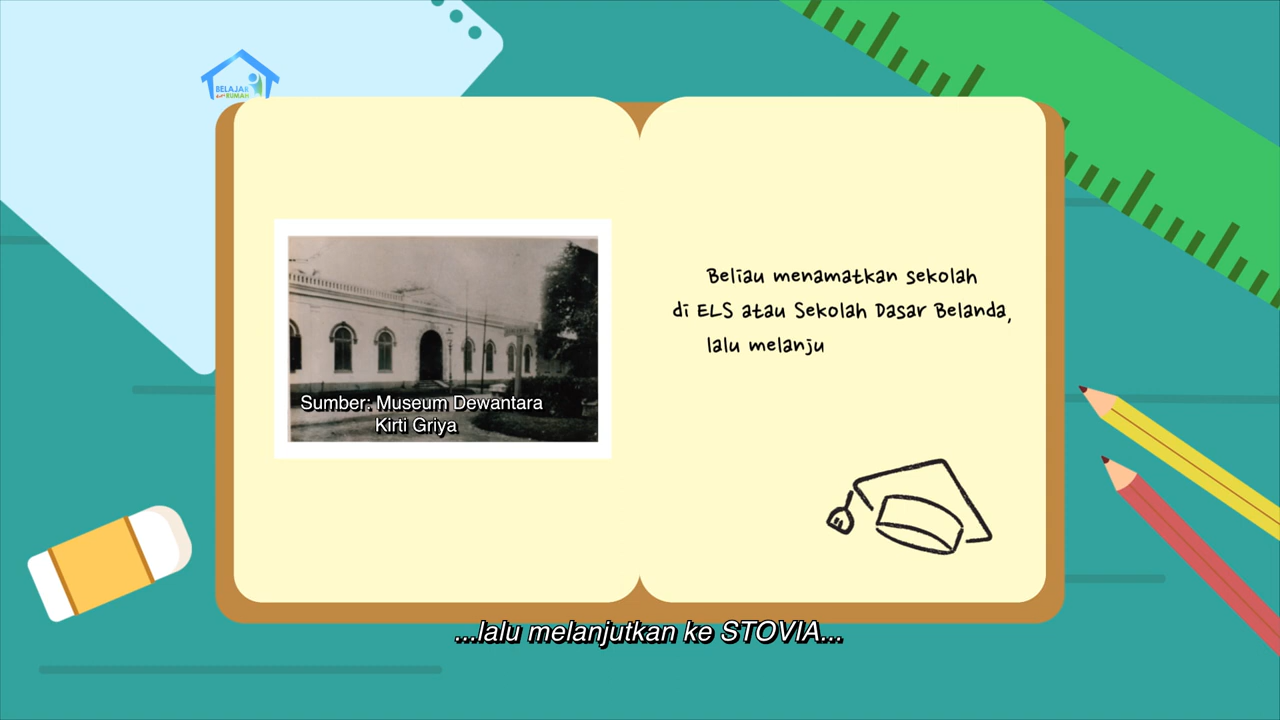 BELAJAR
dari RUMAH
Sumber: Museum Dewantara
Kirti Griya
Beliau menamatkan sekolah
di ELS atau Sekolah Dasar Belanda,
lalu melanju
...lalu melanjutkan ke STOVIA...